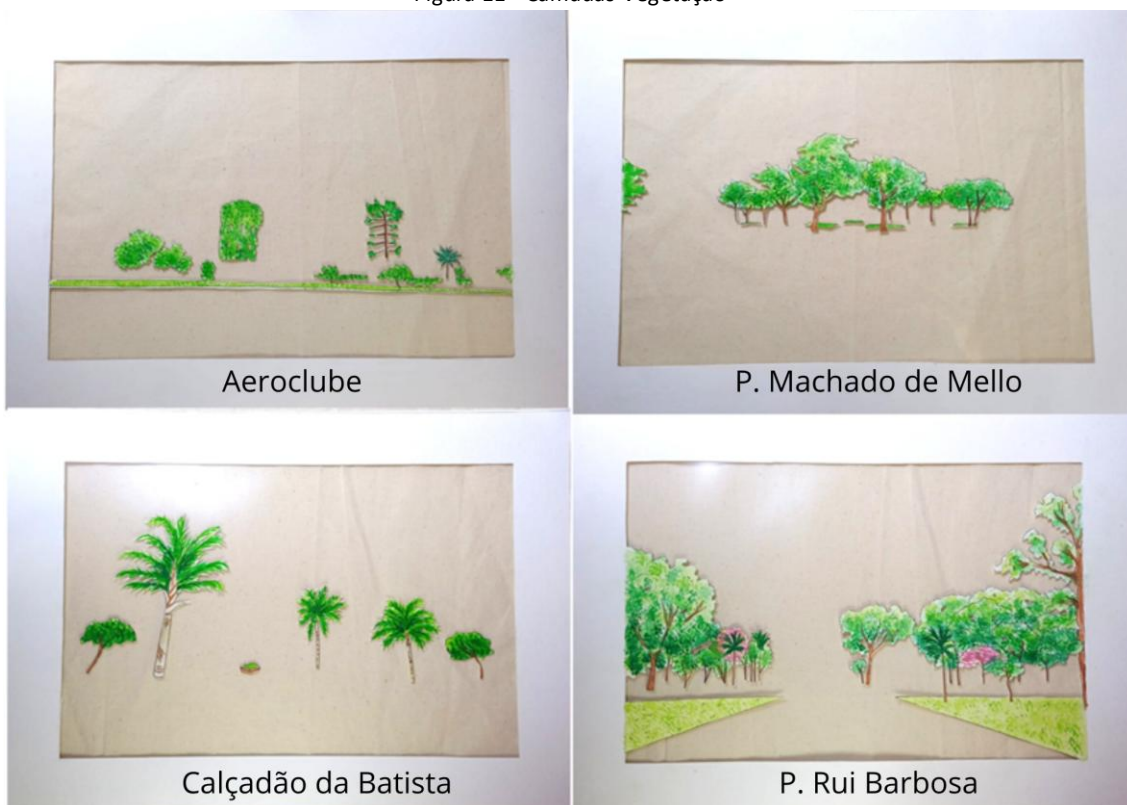 Aeroclube
P. Machado de Mello
Calçadão da Batista
P. Rui Barbosa